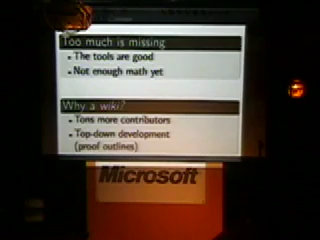 Too much is missing
The tools are good
Not enough math yet
Why a wiki?
Tons more contributors
Top-down development
(proof outlines)
Microsoft